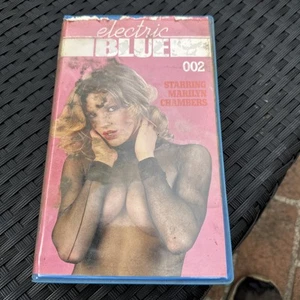 electric
BLUE
002
STARRING
MARILYN
CHAMBERS